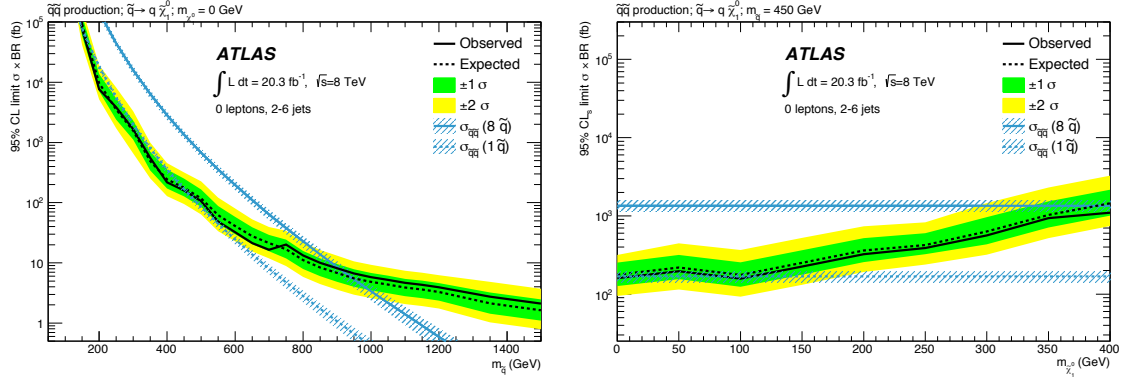 q̃q̃ production; q̃→ q χ̃₁⁰; m_χ⁰ = 0 GeV
95% CL limit σ × BR (fb)
10⁵
10⁴
10³
10²
10
1
ATLAS
∫ L dt = 20.3 fb⁻¹, √s=8 TeV
0 leptons, 2-6 jets
Observed
Expected
±1 σ
±2 σ
σ_q̃q̃ (8 q̃)
σ_q̃q̃ (1 q̃)
200 400 600 800 1000 1200 1400
m_q̃ (GeV)
q̃q̃ production; q̃→ q χ̃₁⁰; m_q̃ = 450 GeV
95% CLₛ limit σ × BR (fb)
10⁵
10⁴
10³
10²
ATLAS
∫ L dt = 20.3 fb⁻¹, √s=8 TeV
0 leptons, 2-6 jets
Observed
Expected
±1 σ
±2 σ
σ_q̃q̃ (8 q̃)
σ_q̃q̃ (1 q̃)
0 50 100 150 200 250 300 350 400
m_χ̃₁⁰ (GeV)